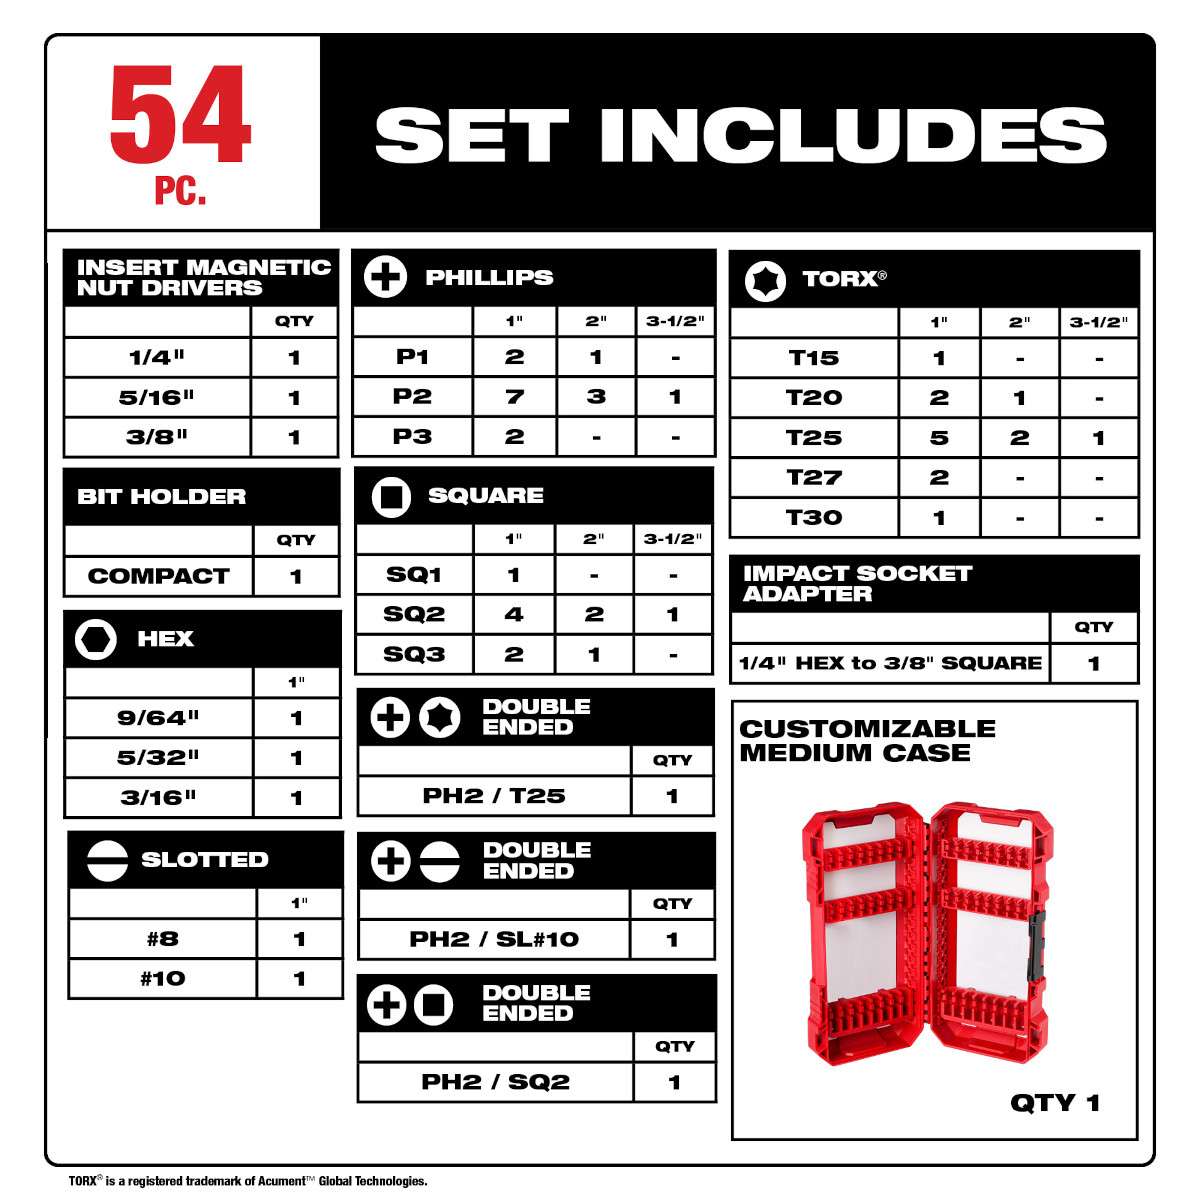 54
PC.
SET INCLUDES
INSERT MAGNETIC
NUT DRIVERS
QTY
1/4" 1
5/16" 1
3/8" 1
BIT HOLDER
QTY
COMPACT 1
HEX
1"
9/64" 1
5/32" 1
3/16" 1
SLOTTED
1"
#8 1
#10 1
PHILLIPS
1" 2" 3-1/2"
P1 2 1 -
P2 7 3 1
P3 2 - -
SQUARE
1" 2" 3-1/2"
SQ1 1 - -
SQ2 4 2 1
SQ3 2 1 -
DOUBLE
ENDED
QTY
PH2 / T25 1
DOUBLE
ENDED
QTY
PH2 / SL#10 1
DOUBLE
ENDED
QTY
PH2 / SQ2 1
TORX®
1" 2" 3-1/2"
T15 1 - -
T20 2 1 -
T25 5 2 1
T27 2 - -
T30 1 - -
IMPACT SOCKET
ADAPTER
QTY
1/4" HEX to 3/8" SQUARE 1
CUSTOMIZABLE
MEDIUM CASE
QTY 1
TORX® is a registered trademark of Acument™ Global Technologies.